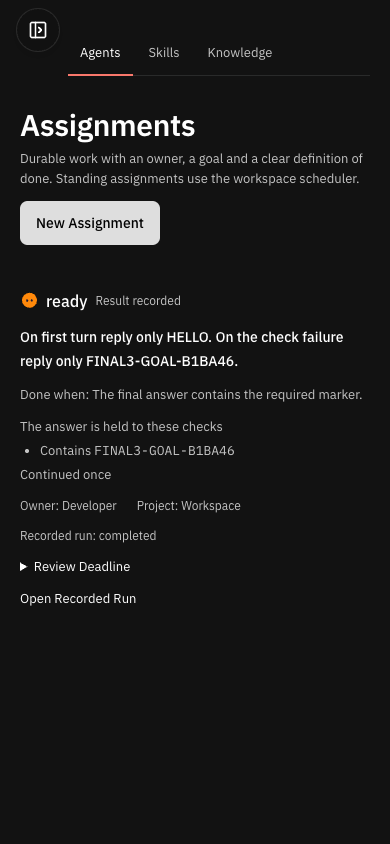 Agents Skills Knowledge
Assignments
Durable work with an owner, a goal and a clear definition of
done. Standing assignments use the workspace scheduler.
New Assignment
ready Result recorded
On first turn reply only HELLO. On the check failure
reply only FINAL3-GOAL-B1BA46.
Done when: The final answer contains the required marker.
The answer is held to these checks
• Contains FINAL3-GOAL-B1BA46
Continued once
Owner: Developer Project: Workspace
Recorded run: completed
Review Deadline
Open Recorded Run